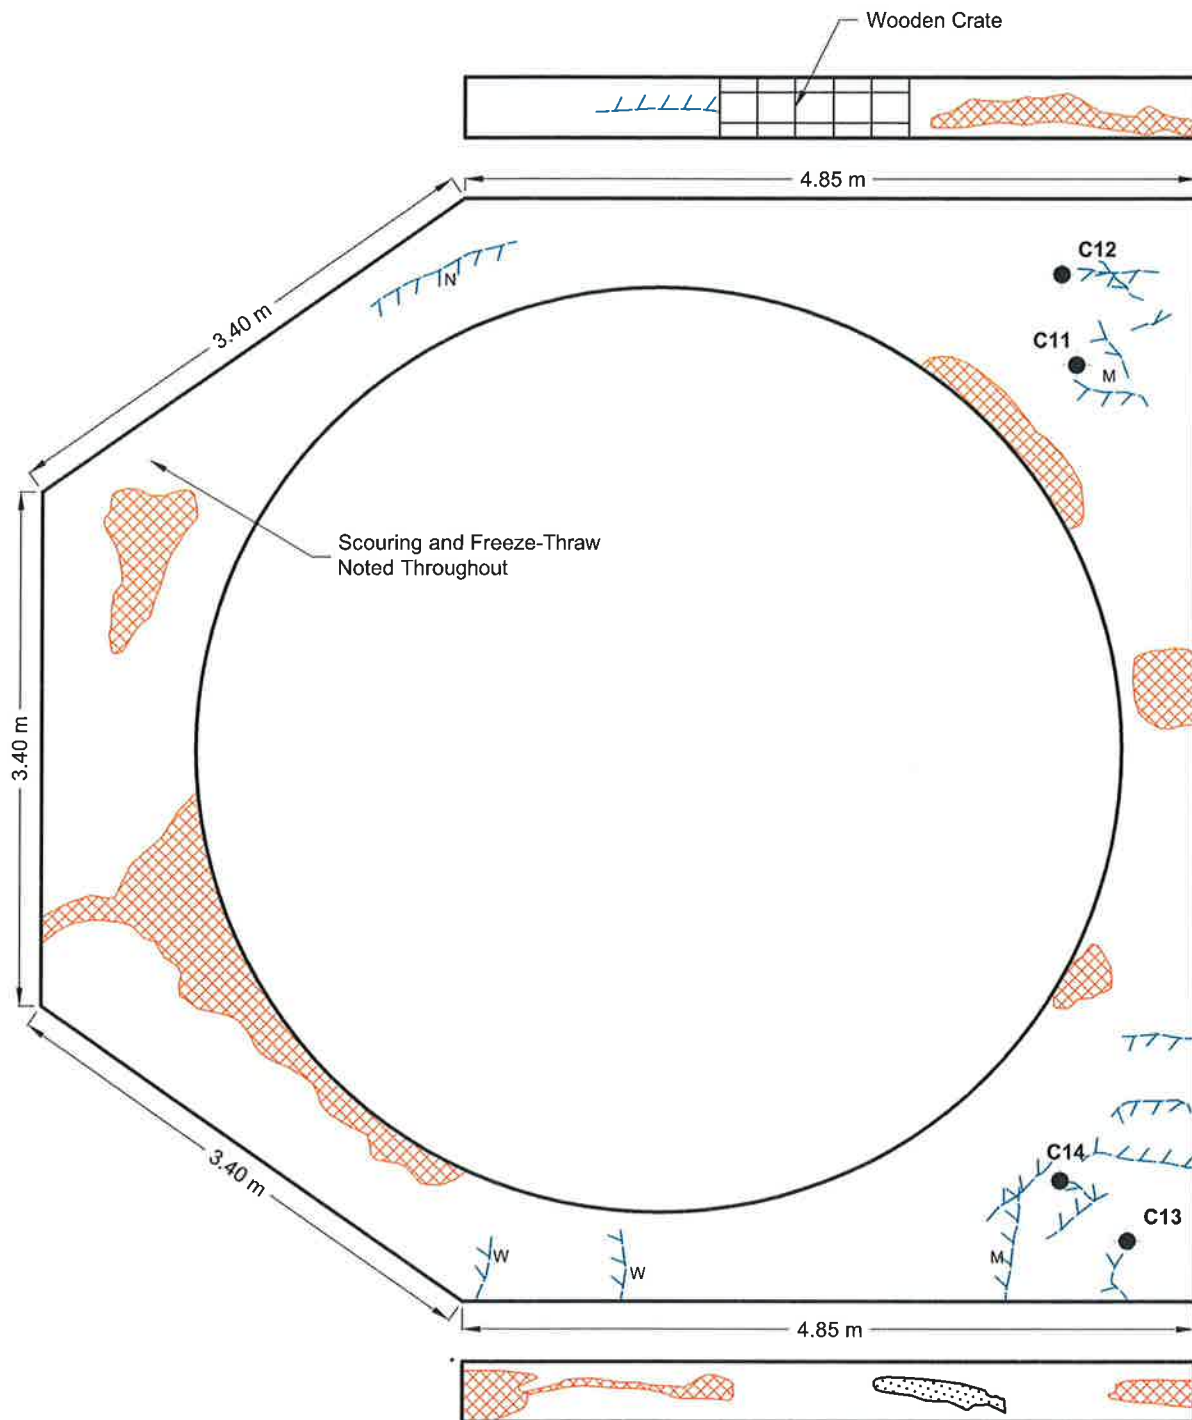 Wooden Crate
4.85 m
C12
N
3.40 m
C11
M
Scouring and Freeze-Thraw
Noted Throughout
3.40 m
C14
3.40 m
C13
W
M
W
4.85 m